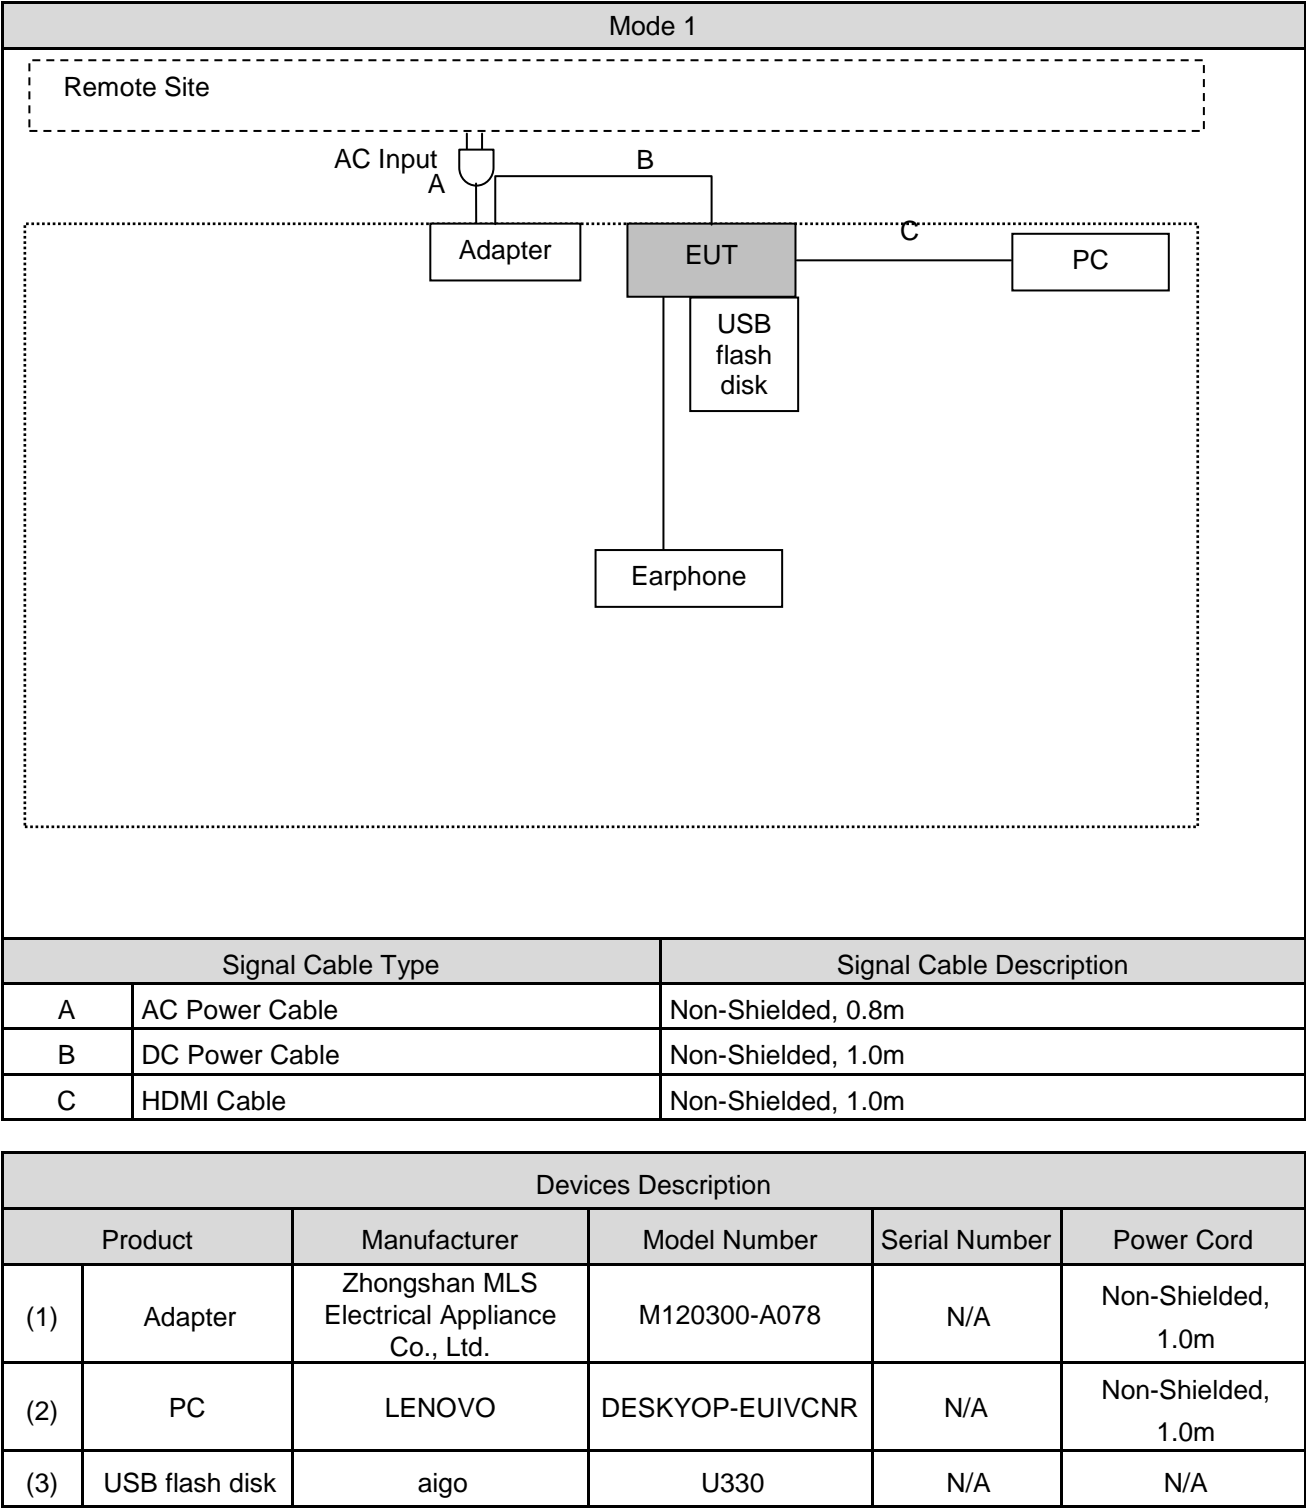 Mode 1
Remote Site
AC Input
A
B
C
Adapter
EUT
PC
USB
flash
disk
Earphone
Signal Cable Type Signal Cable Description
A AC Power Cable Non-Shielded, 0.8m
B DC Power Cable Non-Shielded, 1.0m
C HDMI Cable Non-Shielded, 1.0m
Devices Description
Product Manufacturer Model Number Serial Number Power Cord
(1) Adapter Zhongshan MLS
Electrical Appliance
Co., Ltd. M120300-A078 N/A Non-Shielded,
1.0m
(2) PC LENOVO DESKYOP-EUIVCNR N/A Non-Shielded,
1.0m
(3) USB flash disk aigo U330 N/A N/A